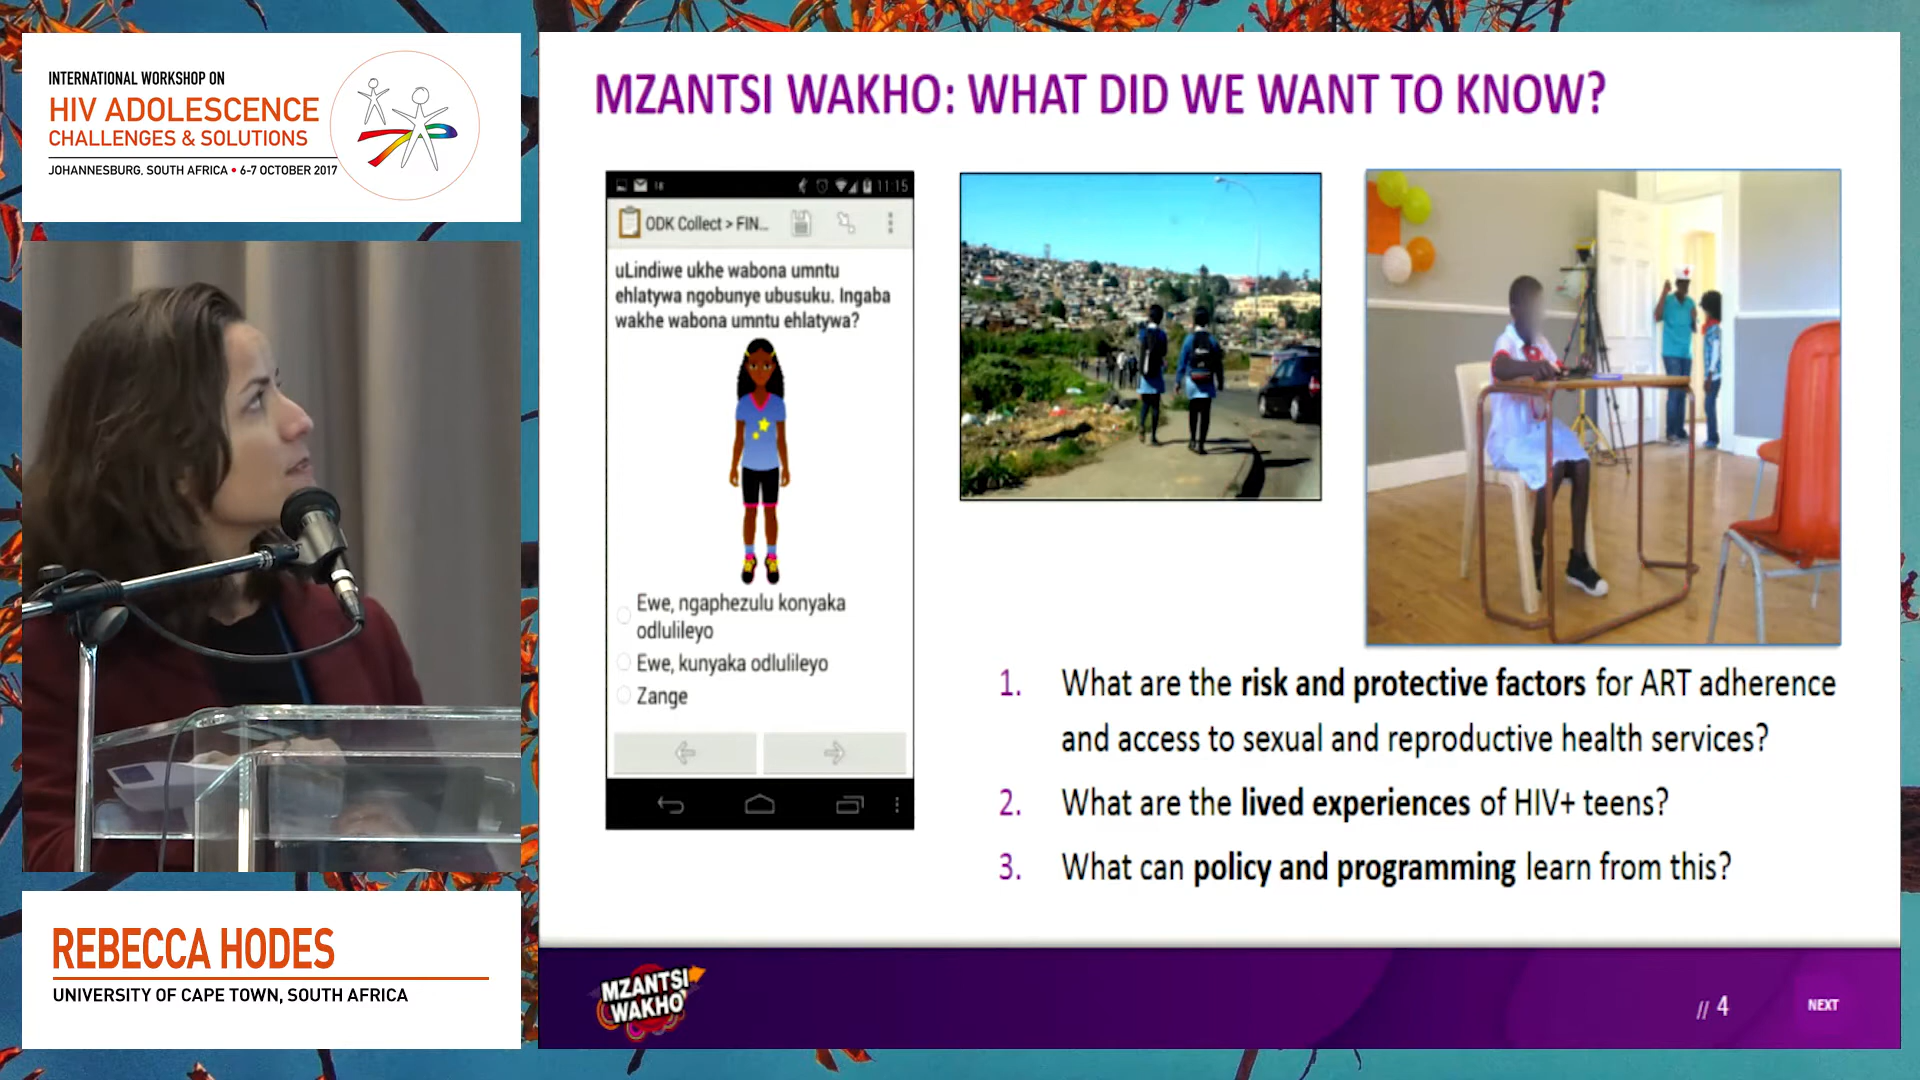 INTERNATIONAL WORKSHOP ON
HIV ADOLESCENCE
CHALLENGES & SOLUTIONS
JOHANNESBURG, SOUTH AFRICA • 6-7 OCTOBER 2017
REBECCA HODES
UNIVERSITY OF CAPE TOWN, SOUTH AFRICA
MZANTSI WAKHO: WHAT DID WE WANT TO KNOW?
11:15
ODK Collect > FIN...
uLindiwe ukhe wabona umntu
ehlatywa ngobunye ubusuku. Ingaba
wakhe wabona umntu ehlatywa?
Ewe, ngaphezulu konyaka
odlulileyo
Ewe, kunyaka odlulileyo
Zange
1. What are the risk and protective factors for ART adherence
and access to sexual and reproductive health services?
2. What are the lived experiences of HIV+ teens?
3. What can policy and programming learn from this?
MZANTSI
WAKHO
// 4
NEXT